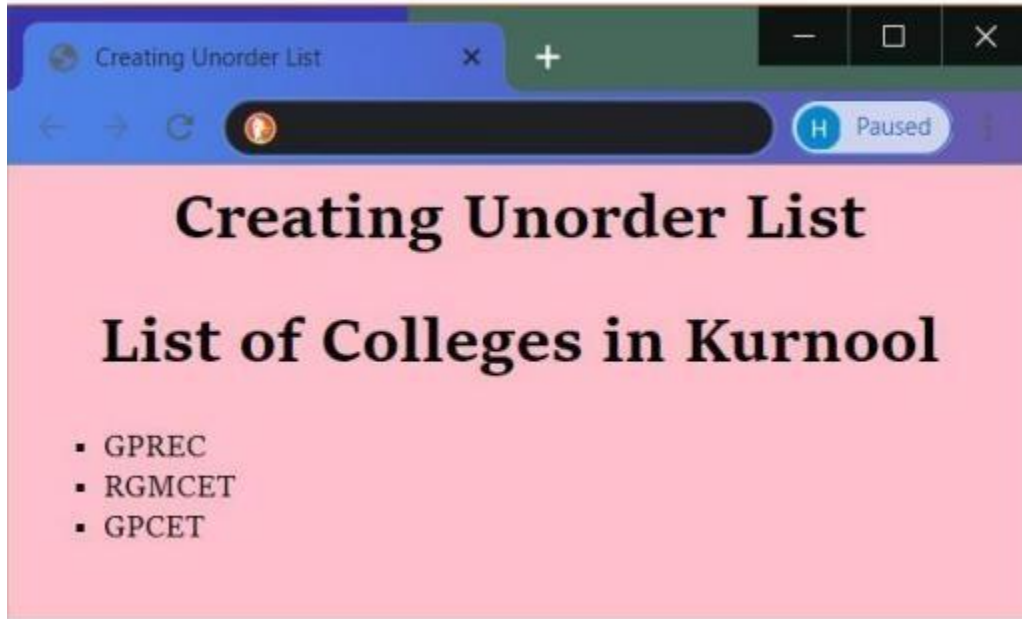 Creating Unorder List
H Paused
Creating Unorder List
List of Colleges in Kurnool
GPREC
RGMCET
GPCET